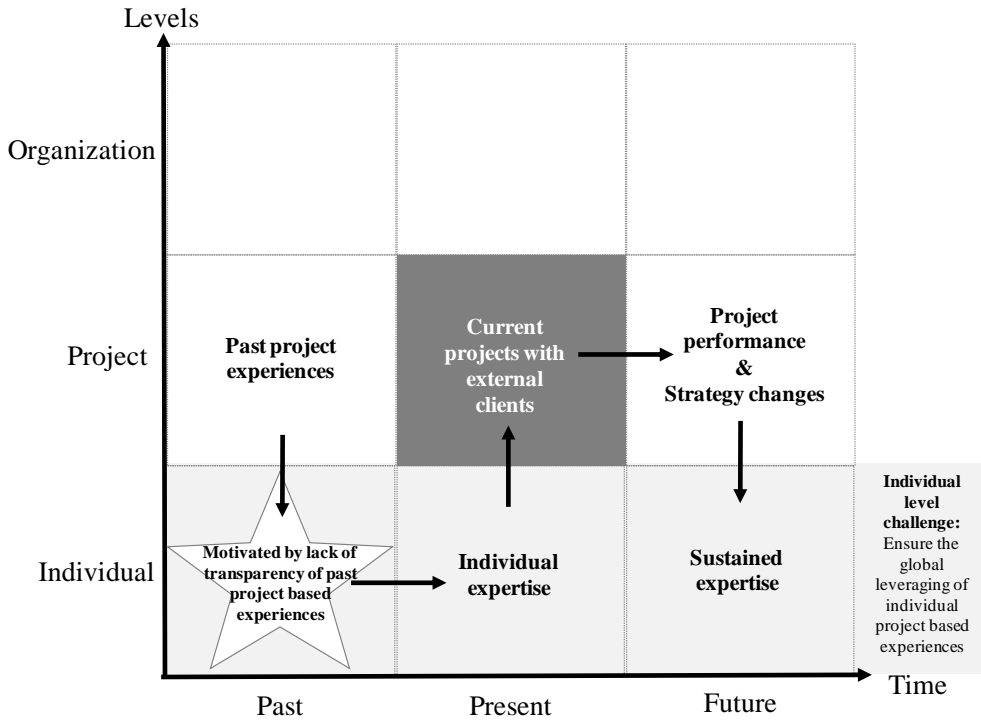 Levels
Organization
Project
Past project
experiences
Current
projects with
external
clients
Project
performance
&
Strategy changes
Individual
Motivated by lack of
transparency of past
project based
experiences
Individual
expertise
Sustained
expertise
Individual
level
challenge:
Ensure the
global
leveraging of
individual
project based
experiences
Time
Past
Present
Future